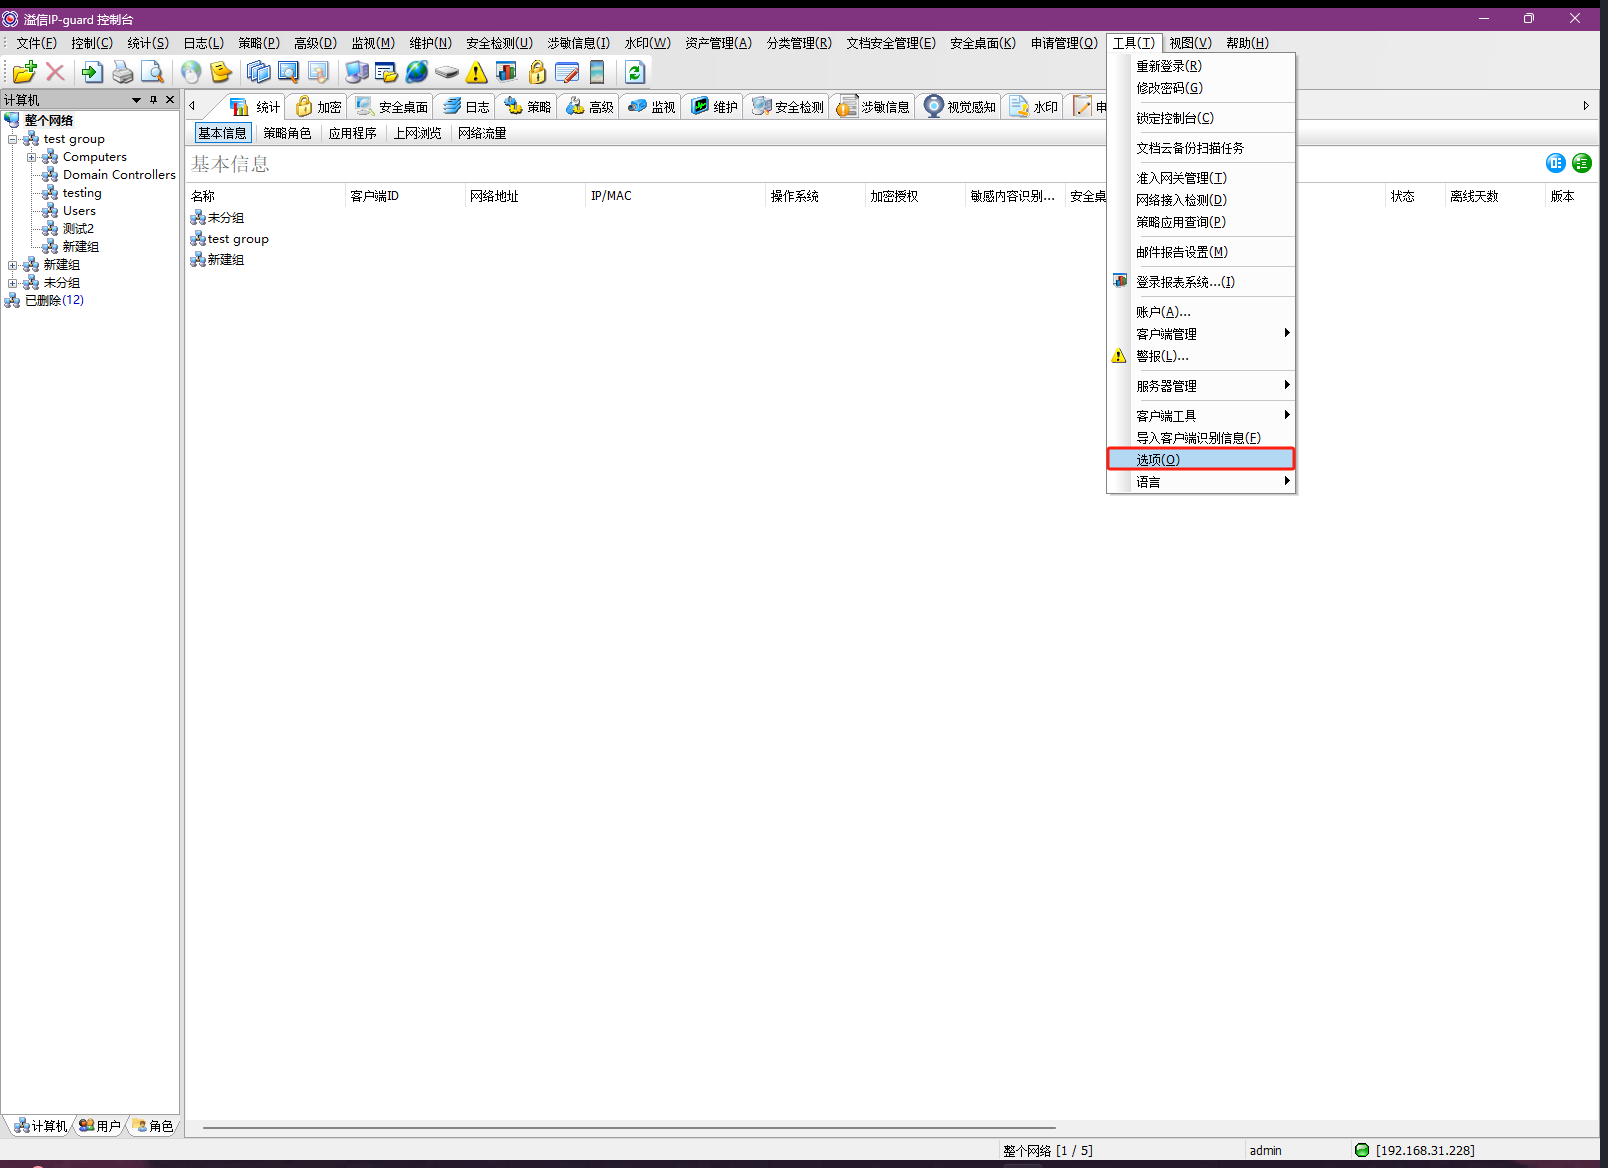 溢信IP-guard 控制台
文件(F) 控制(C) 统计(S) 日志(L) 策略(P) 高级(D) 监视(M) 维护(N) 安全检测(U) 涉敏信息(I) 水印(W) 资产管理(A) 分类管理(R) 文档安全管理(E) 安全桌面(K) 申请管理(Q) 工具(T) 视图(V) 帮助(H)
计算机
整个网络
test group
Computers
Domain Controllers
testing
Users
测试2
新建组
新建组
未分组
已删除(12)
统计 加密 安全桌面 日志 策略 高级 监视 维护 安全检测 涉敏信息 视觉感知 水印 申
基本信息 策略角色 应用程序 上网浏览 网络流量
基本信息
名称 客户端ID 网络地址 IP/MAC 操作系统 加密授权 敏感内容识别... 安全桌 状态 离线天数 版本
未分组
test group
新建组
重新登录(R)
修改密码(G)
锁定控制台(C)
文档云备份扫描任务
准入网关管理(T)
网络接入检测(D)
策略应用查询(P)
邮件报告设置(M)
登录报表系统...(I)
账户(A)...
客户端管理
警报(L)...
服务器管理
客户端工具
导入客户端识别信息(F)
选项(O)
语言
计算机 用户 角色
整个网络 [1 / 5] admin [192.168.31.228]